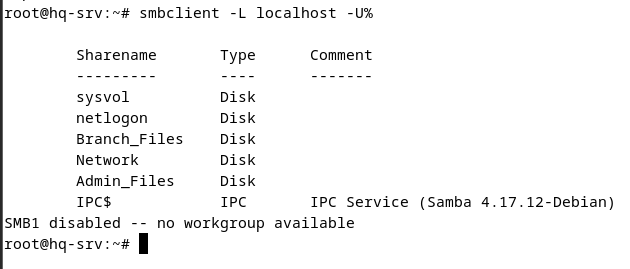 root@hq-srv:~# smbclient -L localhost -U%
Sharename Type Comment
--------- ---- -------
sysvol Disk
netlogon Disk
Branch_Files Disk
Network Disk
Admin_Files Disk
IPC$ IPC IPC Service (Samba 4.17.12-Debian)
SMB1 disabled -- no workgroup available
root@hq-srv:~#